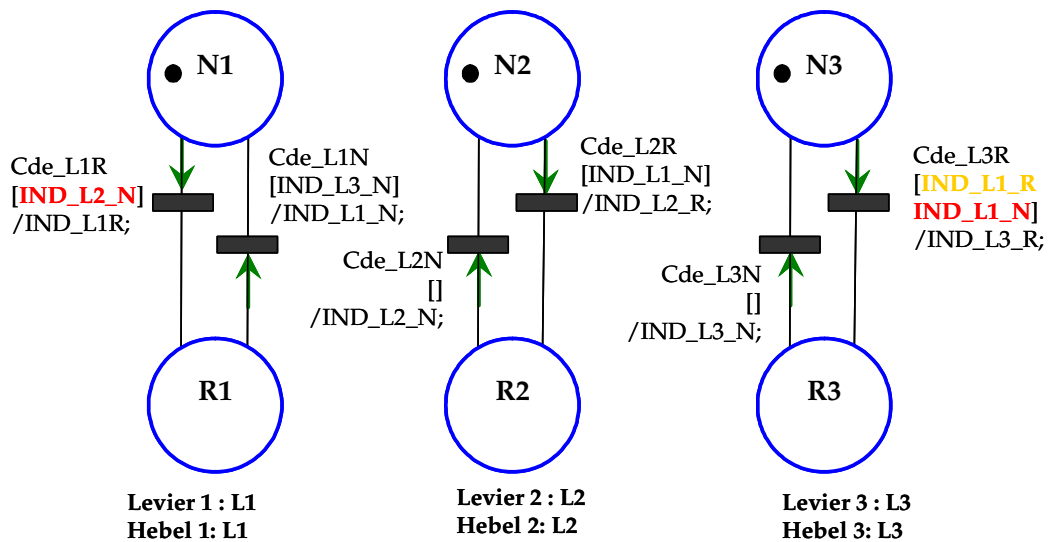 N1
N2
N3
Cde_L1R
[IND_L2_N]
/IND_L1R;
Cde_L1N
[IND_L3_N]
/IND_L1_N;
Cde_L2R
[IND_L1_N]
/IND_L2_R;
Cde_L3R
[IND_L1_R
IND_L1_N]
/IND_L3_R;
Cde_L2N
[]
/IND_L2_N;
Cde_L3N
[]
/IND_L3_N;
R1
R2
R3
Levier 1 : L1
Hebel 1: L1
Levier 2 : L2
Hebel 2: L2
Levier 3 : L3
Hebel 3: L3